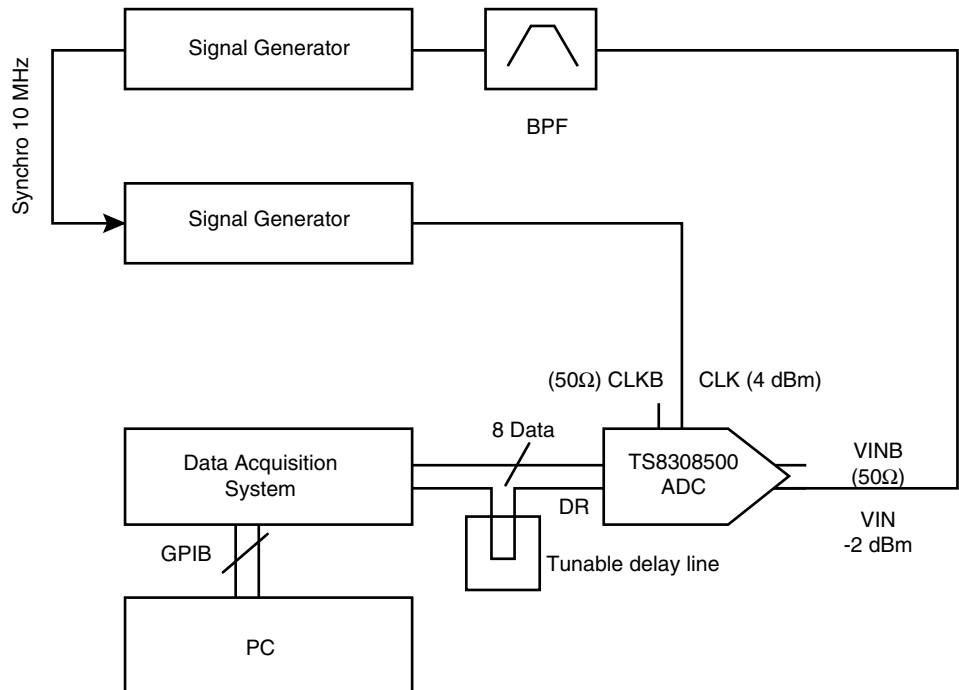 Signal Generator
BPF
Synchro 10 MHz
Signal Generator
(50Ω) CLKB
CLK (4 dBm)
8 Data
Data Acquisition
System
TS8308500
ADC
VINB
(50Ω)
DR
VIN
-2 dBm
GPIB
Tunable delay line
PC